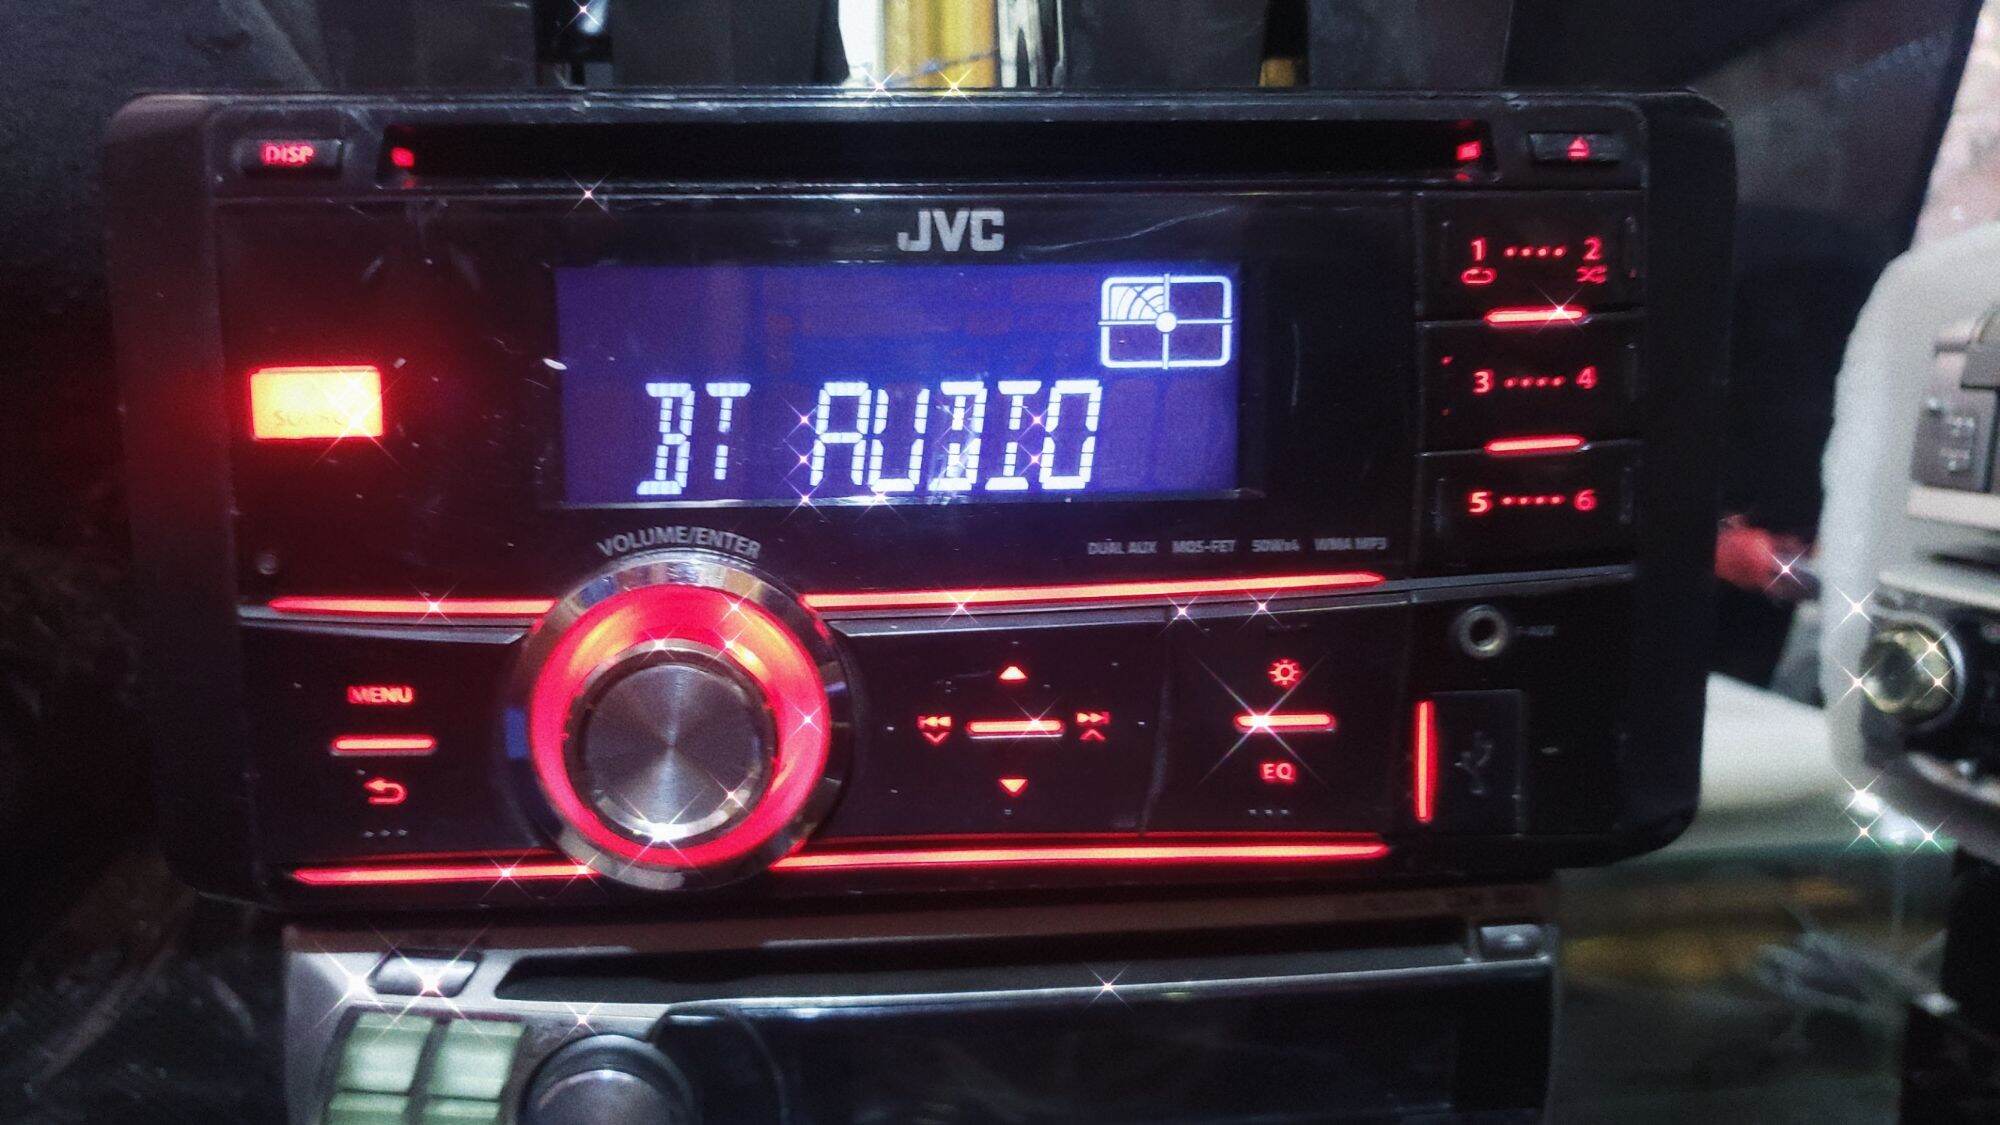 DISP
JVC
1 2
BT AUDIO
3 4
5 6
VOLUME/ENTER
DUAL AUX MOS-FET 50Wx4 WMA MP3
MENU
EQ